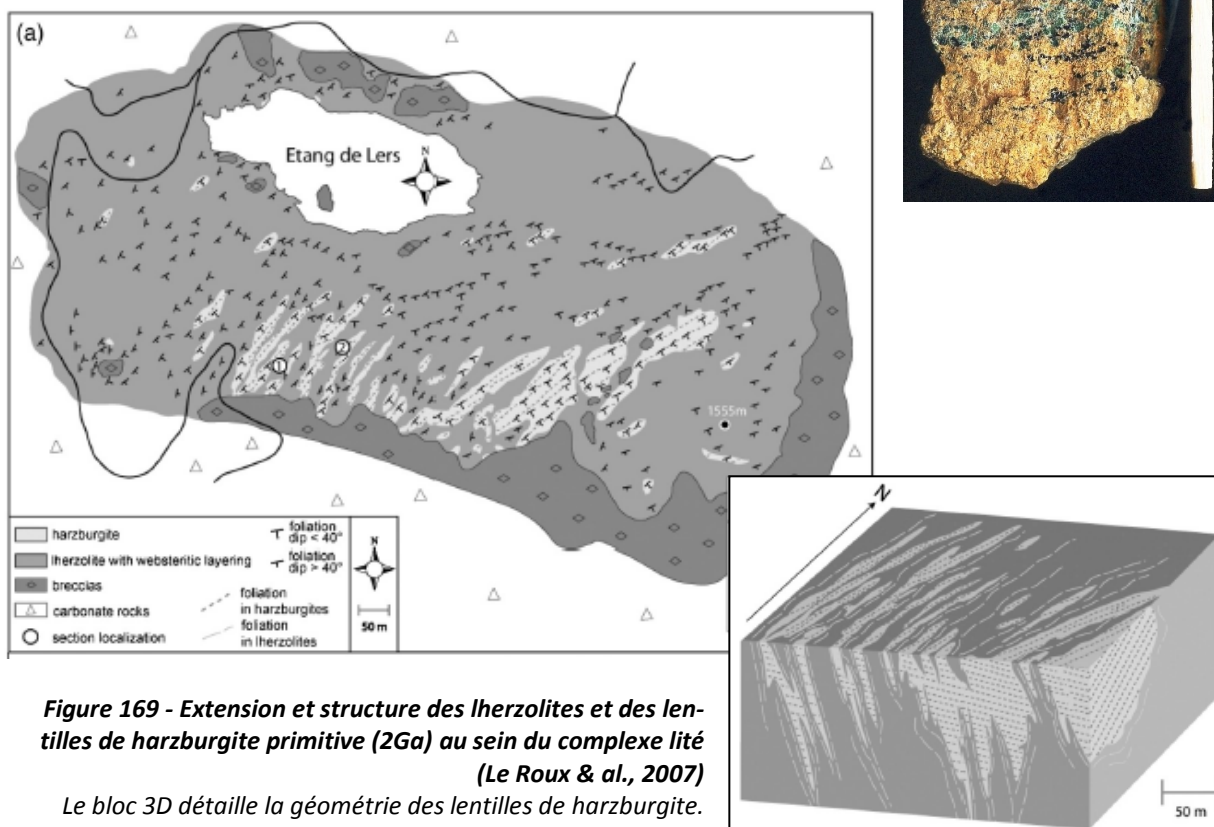 (a)
N
Etang de Lers
1
2
1555m
harzburgite
lherzolite with websteritic layering
breccias
carbonate rocks
section localization
foliation
dip < 40°
foliation
dip > 40°
foliation
in harzburgites
foliation
in lherzolites
N
50 m
N
50 m
Figure 169 - Extension et structure des lherzolites et des len-
tilles de harzburgite primitive (2Ga) au sein du complexe lité
(Le Roux & al., 2007)
Le bloc 3D détaille la géométrie des lentilles de harzburgite.